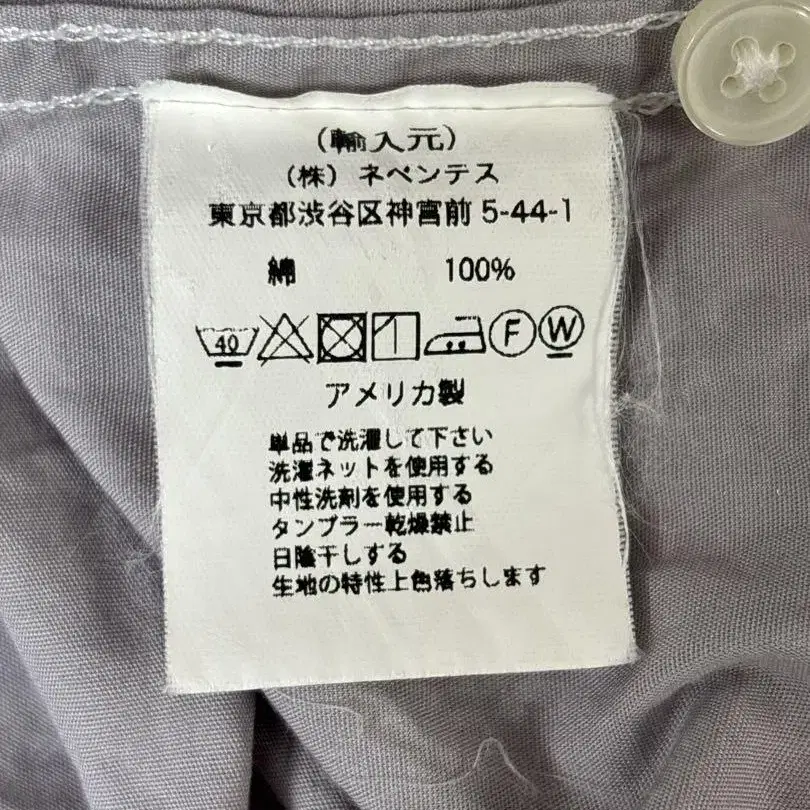 （輸入元）
（株）ネペンテス
東京都渋谷区神宮前 5-44-1
綿 100%
40 F W
アメリカ製
単品で洗濯して下さい
洗濯ネットを使用する
中性洗剤を使用する
タンブラー乾燥禁止
日陰干しする
生地の特性上色落ちします